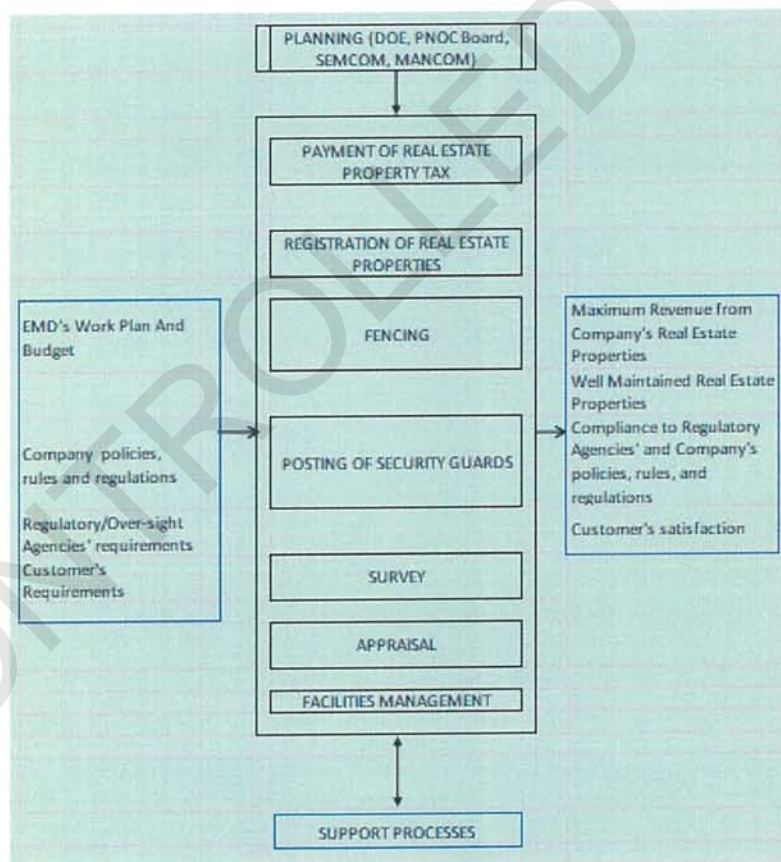 PLANNING (DOE, PNOC Board,
SEMCOM, MANCOM)
PAYMENT OF REAL ESTATE
PROPERTY TAX
REGISTRATION OF REAL ESTATE
PROPERTIES
FENCING
POSTING OF SECURITY GUARDS
SURVEY
APPRAISAL
FACILITIES MANAGEMENT
EMD's Work Plan And
Budget
Company policies,
rules and regulations
Regulatory/Over-sight
Agencies' requirements
Customer's
Requirements
Maximum Revenue from
Company's Real Estate
Properties
Well Maintained Real Estate
Properties
Compliance to Regulatory
Agencies' and Company's
policies, rules, and
regulations
Customer's satisfaction
SUPPORT PROCESSES
ONTROLLED